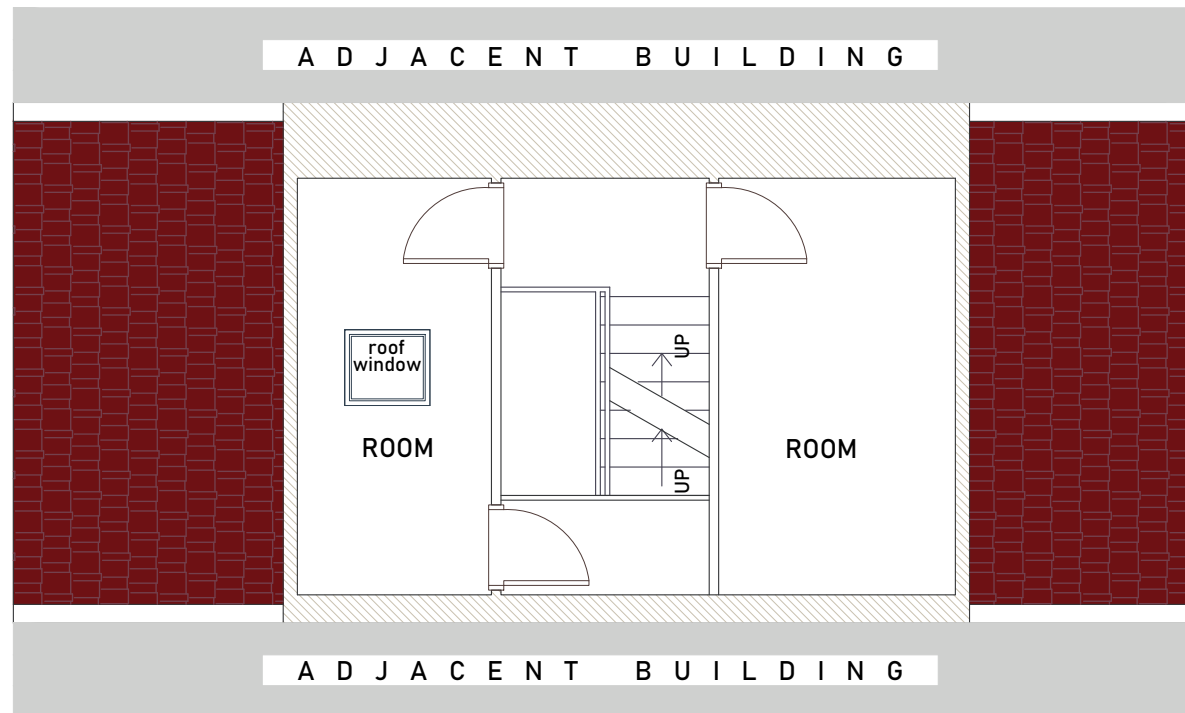 ADJACENT BUILDING
roof
window
UP
ROOM
ROOM
UP
ADJACENT BUILDING